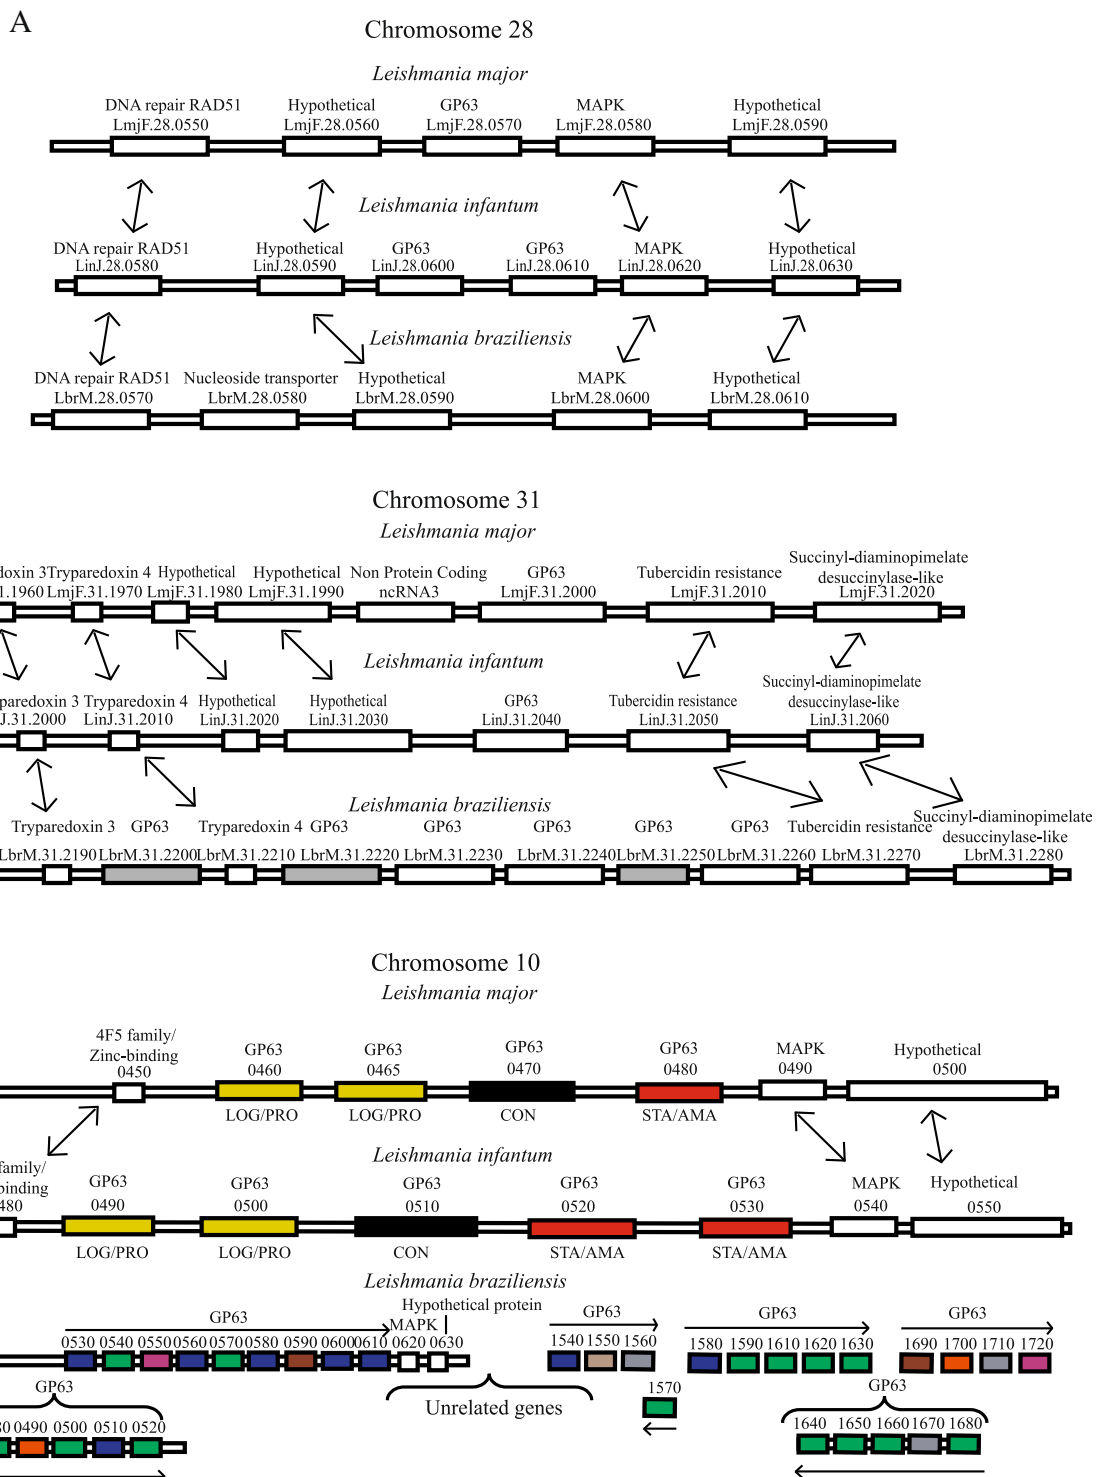 A
Chromosome 28
Leishmania major
DNA repair RAD51 Hypothetical GP63 MAPK Hypothetical
LmjF.28.0550 LmjF.28.0560 LmjF.28.0570 LmjF.28.0580 LmjF.28.0590
Leishmania infantum
DNA repair RAD51 Hypothetical GP63 GP63 MAPK Hypothetical
LinJ.28.0580 LinJ.28.0590 LinJ.28.0600 LinJ.28.0610 LinJ.28.0620 LinJ.28.0630
Leishmania braziliensis
DNA repair RAD51 Nucleoside transporter Hypothetical MAPK Hypothetical
LbrM.28.0570 LbrM.28.0580 LbrM.28.0590 LbrM.28.0600 LbrM.28.0610
Chromosome 31
Leishmania major
Succinyl-diaminopimelate
doxin 3 Tryparedoxin 4 Hypothetical Hypothetical Non Protein Coding GP63 Tubercidin resistance desuccinylase-like
1.1960 LmjF.31.1970 LmjF.31.1980 LmjF.31.1990 ncRNA3 LmjF.31.2000 LmjF.31.2010 LmjF.31.2020
Leishmania infantum
Succinyl-diaminopimelate
paredoxin 3 Tryparedoxin 4 Hypothetical Hypothetical GP63 Tubercidin resistance desuccinylase-like
J.31.2000 LinJ.31.2010 LinJ.31.2020 LinJ.31.2030 LinJ.31.2040 LinJ.31.2050 LinJ.31.2060
Leishmania braziliensis
Succinyl-diaminopimelate
Tryparedoxin 3 GP63 Tryparedoxin 4 GP63 GP63 GP63 GP63 GP63 Tubercidin resistance desuccinylase-like
LbrM.31.2190 LbrM.31.2200 LbrM.31.2210 LbrM.31.2220 LbrM.31.2230 LbrM.31.2240 LbrM.31.2250 LbrM.31.2260 LbrM.31.2270 LbrM.31.2280
Chromosome 10
Leishmania major
4F5 family/
Zinc-binding GP63 GP63 GP63 GP63 MAPK Hypothetical
0450 0460 0465 0470 0480 0490 0500
LOG/PRO LOG/PRO CON STA/AMA
Leishmania infantum
family/
binding GP63 GP63 GP63 GP63 GP63 MAPK Hypothetical
480 0490 0500 0510 0520 0530 0540 0550
LOG/PRO LOG/PRO CON STA/AMA STA/AMA
Leishmania braziliensis
Hypothetical protein
GP63 MAPK GP63 GP63 GP63
0530 0540 0550 0560 0570 0580 0590 0600 0610 0620 0630 1540 1550 1560 1580 1590 1610 1620 1630 1690 1700 1710 1720
GP63 Unrelated genes 1570 GP63
80 0490 0500 0510 0520 1640 1650 1660 1670 1680